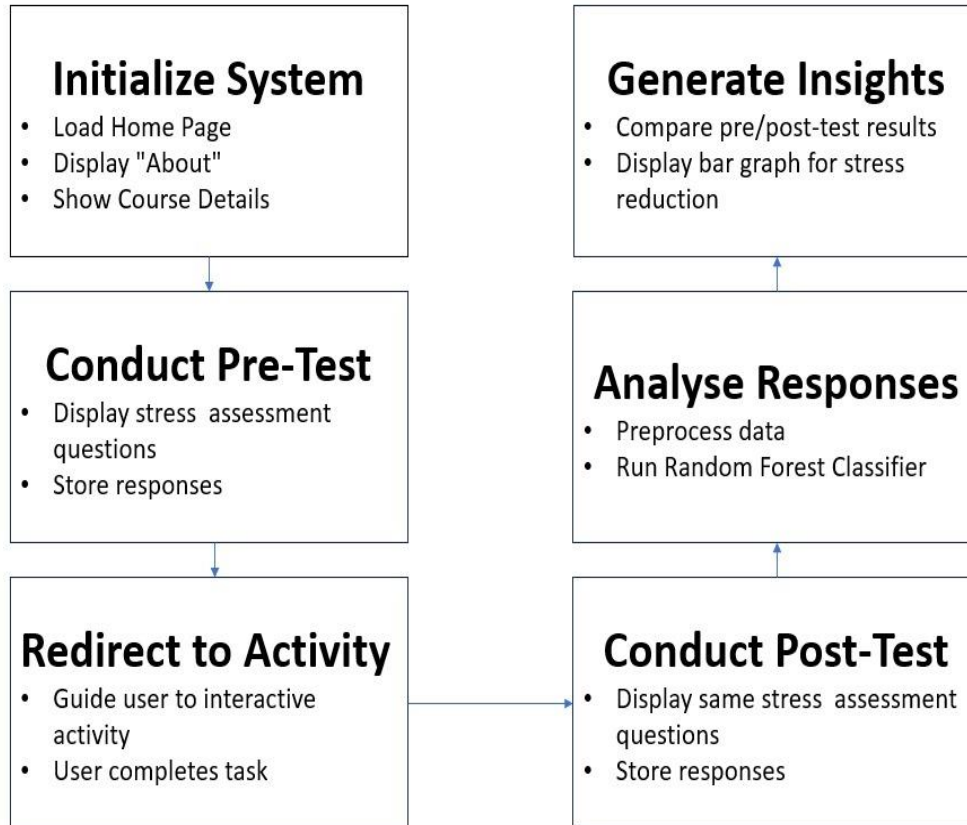 Initialize System
• Load Home Page
• Display "About"
• Show Course Details
Conduct Pre-Test
• Display stress assessment
questions
• Store responses
Redirect to Activity
• Guide user to interactive
activity
• User completes task
Conduct Post-Test
• Display same stress assessment
questions
• Store responses
Analyse Responses
• Preprocess data
• Run Random Forest Classifier
Generate Insights
• Compare pre/post-test results
• Display bar graph for stress
reduction